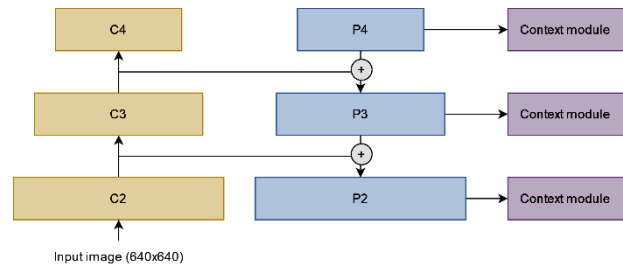 C4
P4
Context module
+
C3
P3
Context module
+
C2
P2
Context module
Input image (640x640)